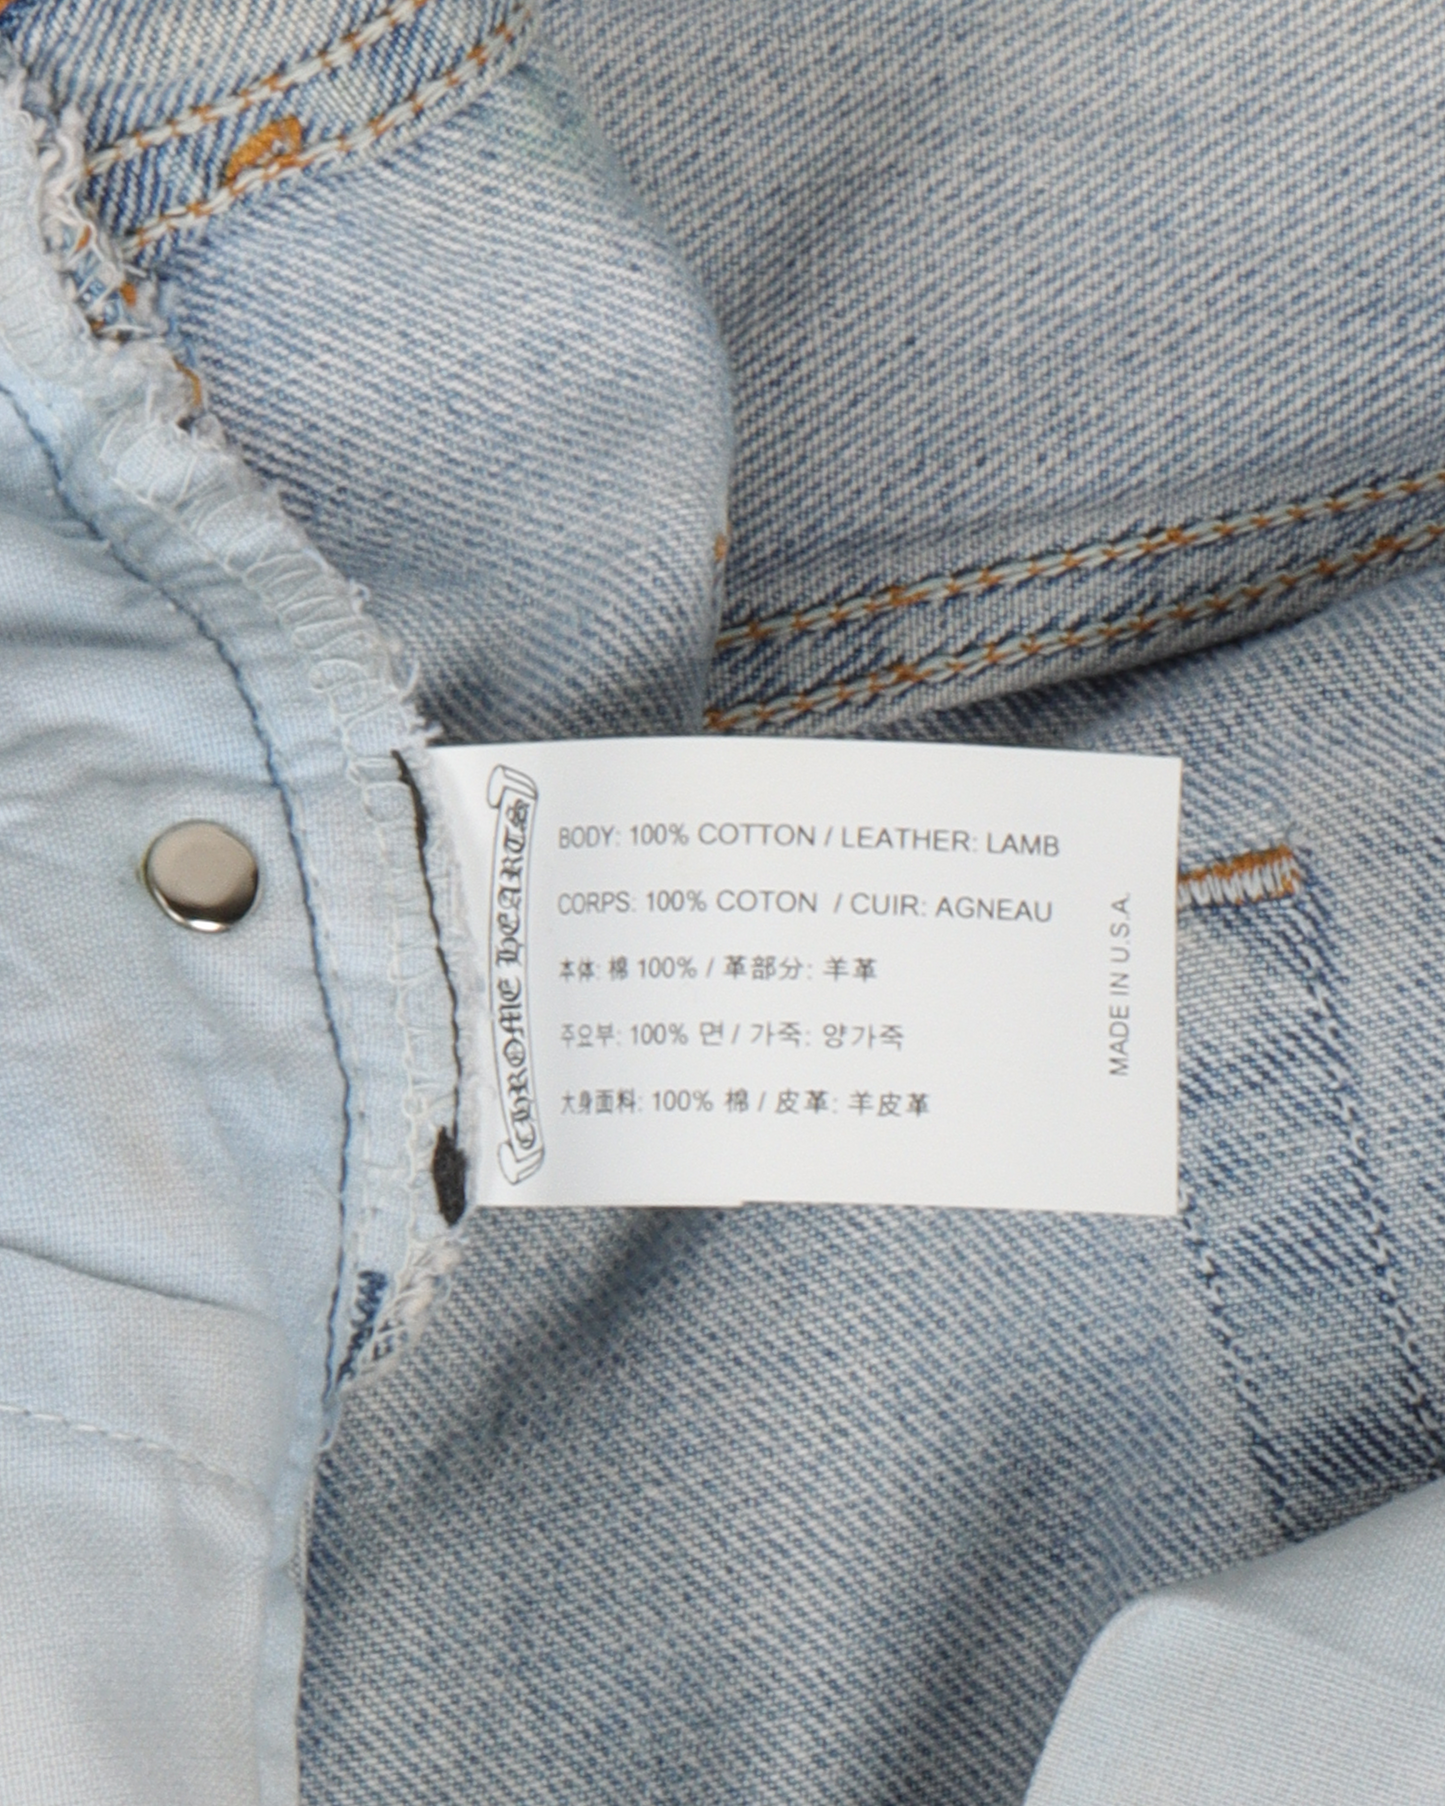 CHROME HEARTS
BODY: 100% COTTON / LEATHER: LAMB
CORPS: 100% COTON / CUIR: AGNEAU
本体: 棉 100% / 革部分: 羊革
주요부: 100% 면 / 가죽: 양가죽
大身面料: 100% 棉 / 皮革: 羊皮革
MADE IN U.S.A.